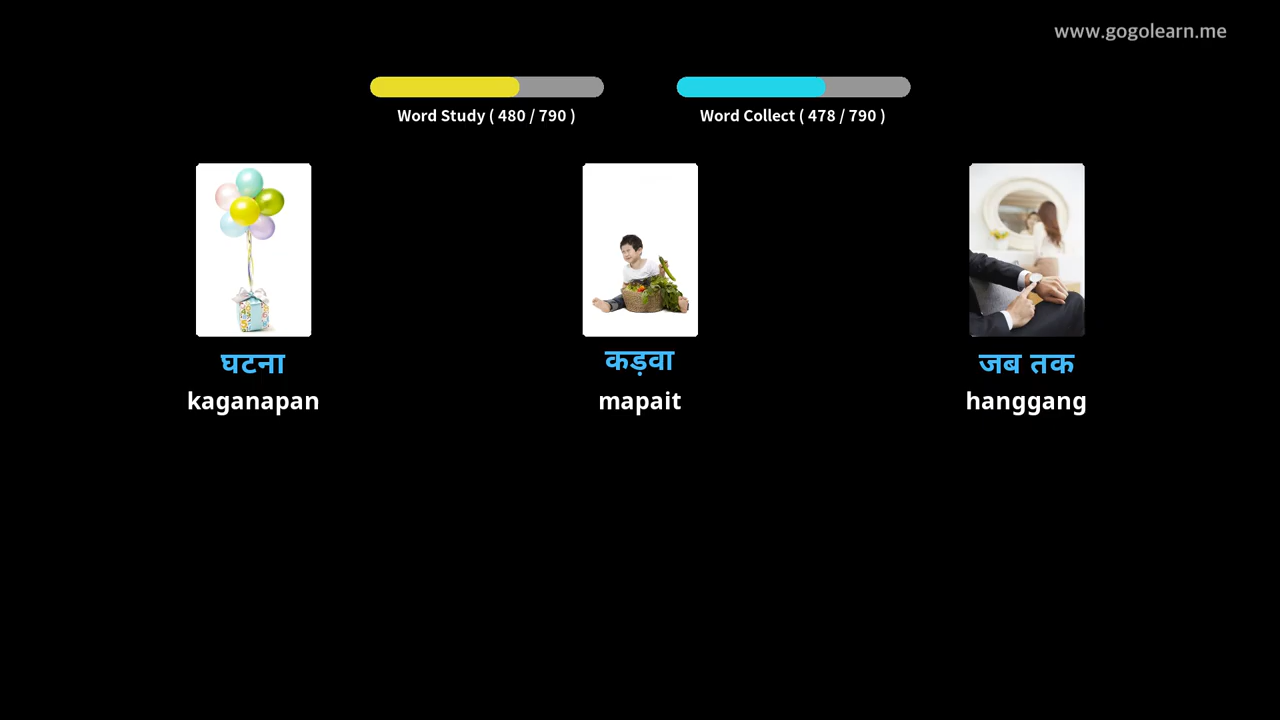 www.gogolearn.me
Word Study ( 480 / 790 )
Word Collect ( 478 / 790 )
घटना
kaganapan
कड़वा
mapait
जब तक
hanggang